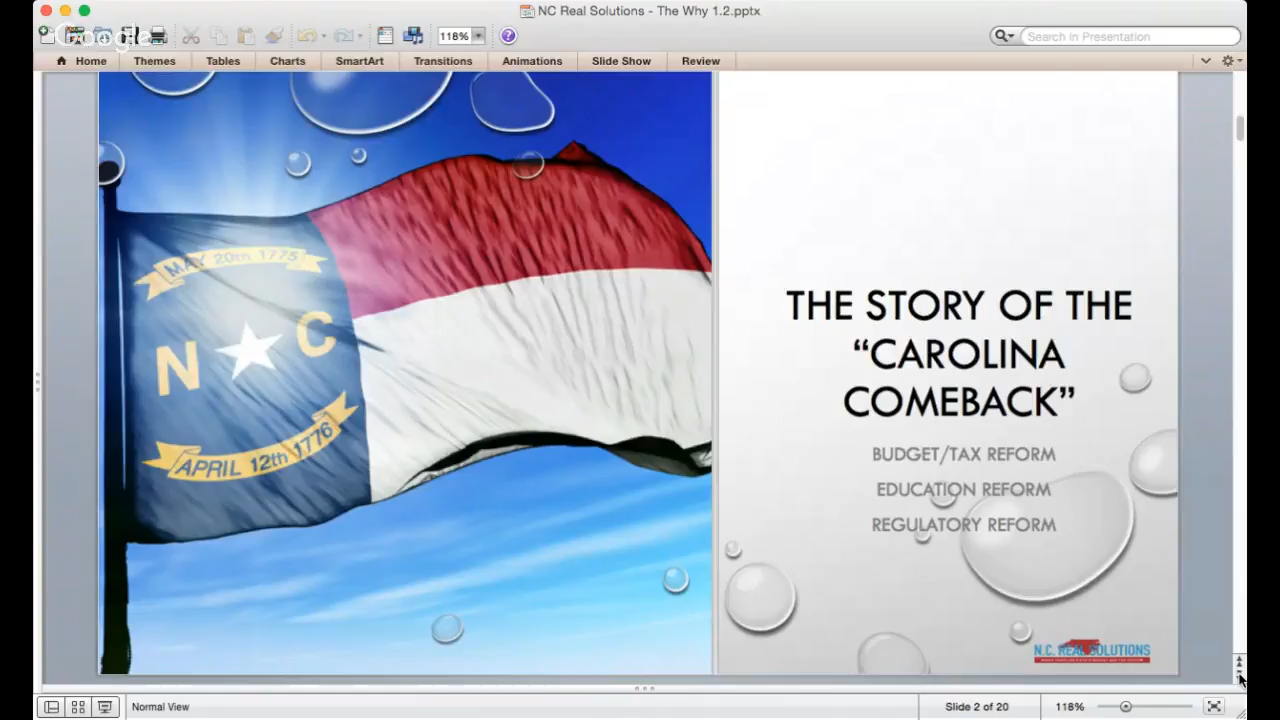 NC Real Solutions - The Why 1.2.pptx
Google
118%
Search in Presentation
Home
Themes
Tables
Charts
SmartArt
Transitions
Animations
Slide Show
Review
MAY 20th 1775
N C
APRIL 12th 1776
THE STORY OF THE
“CAROLINA
COMEBACK”
BUDGET/TAX REFORM
EDUCATION REFORM
REGULATORY REFORM
N.C. REAL SOLUTIONS
Normal View
Slide 2 of 20
118%